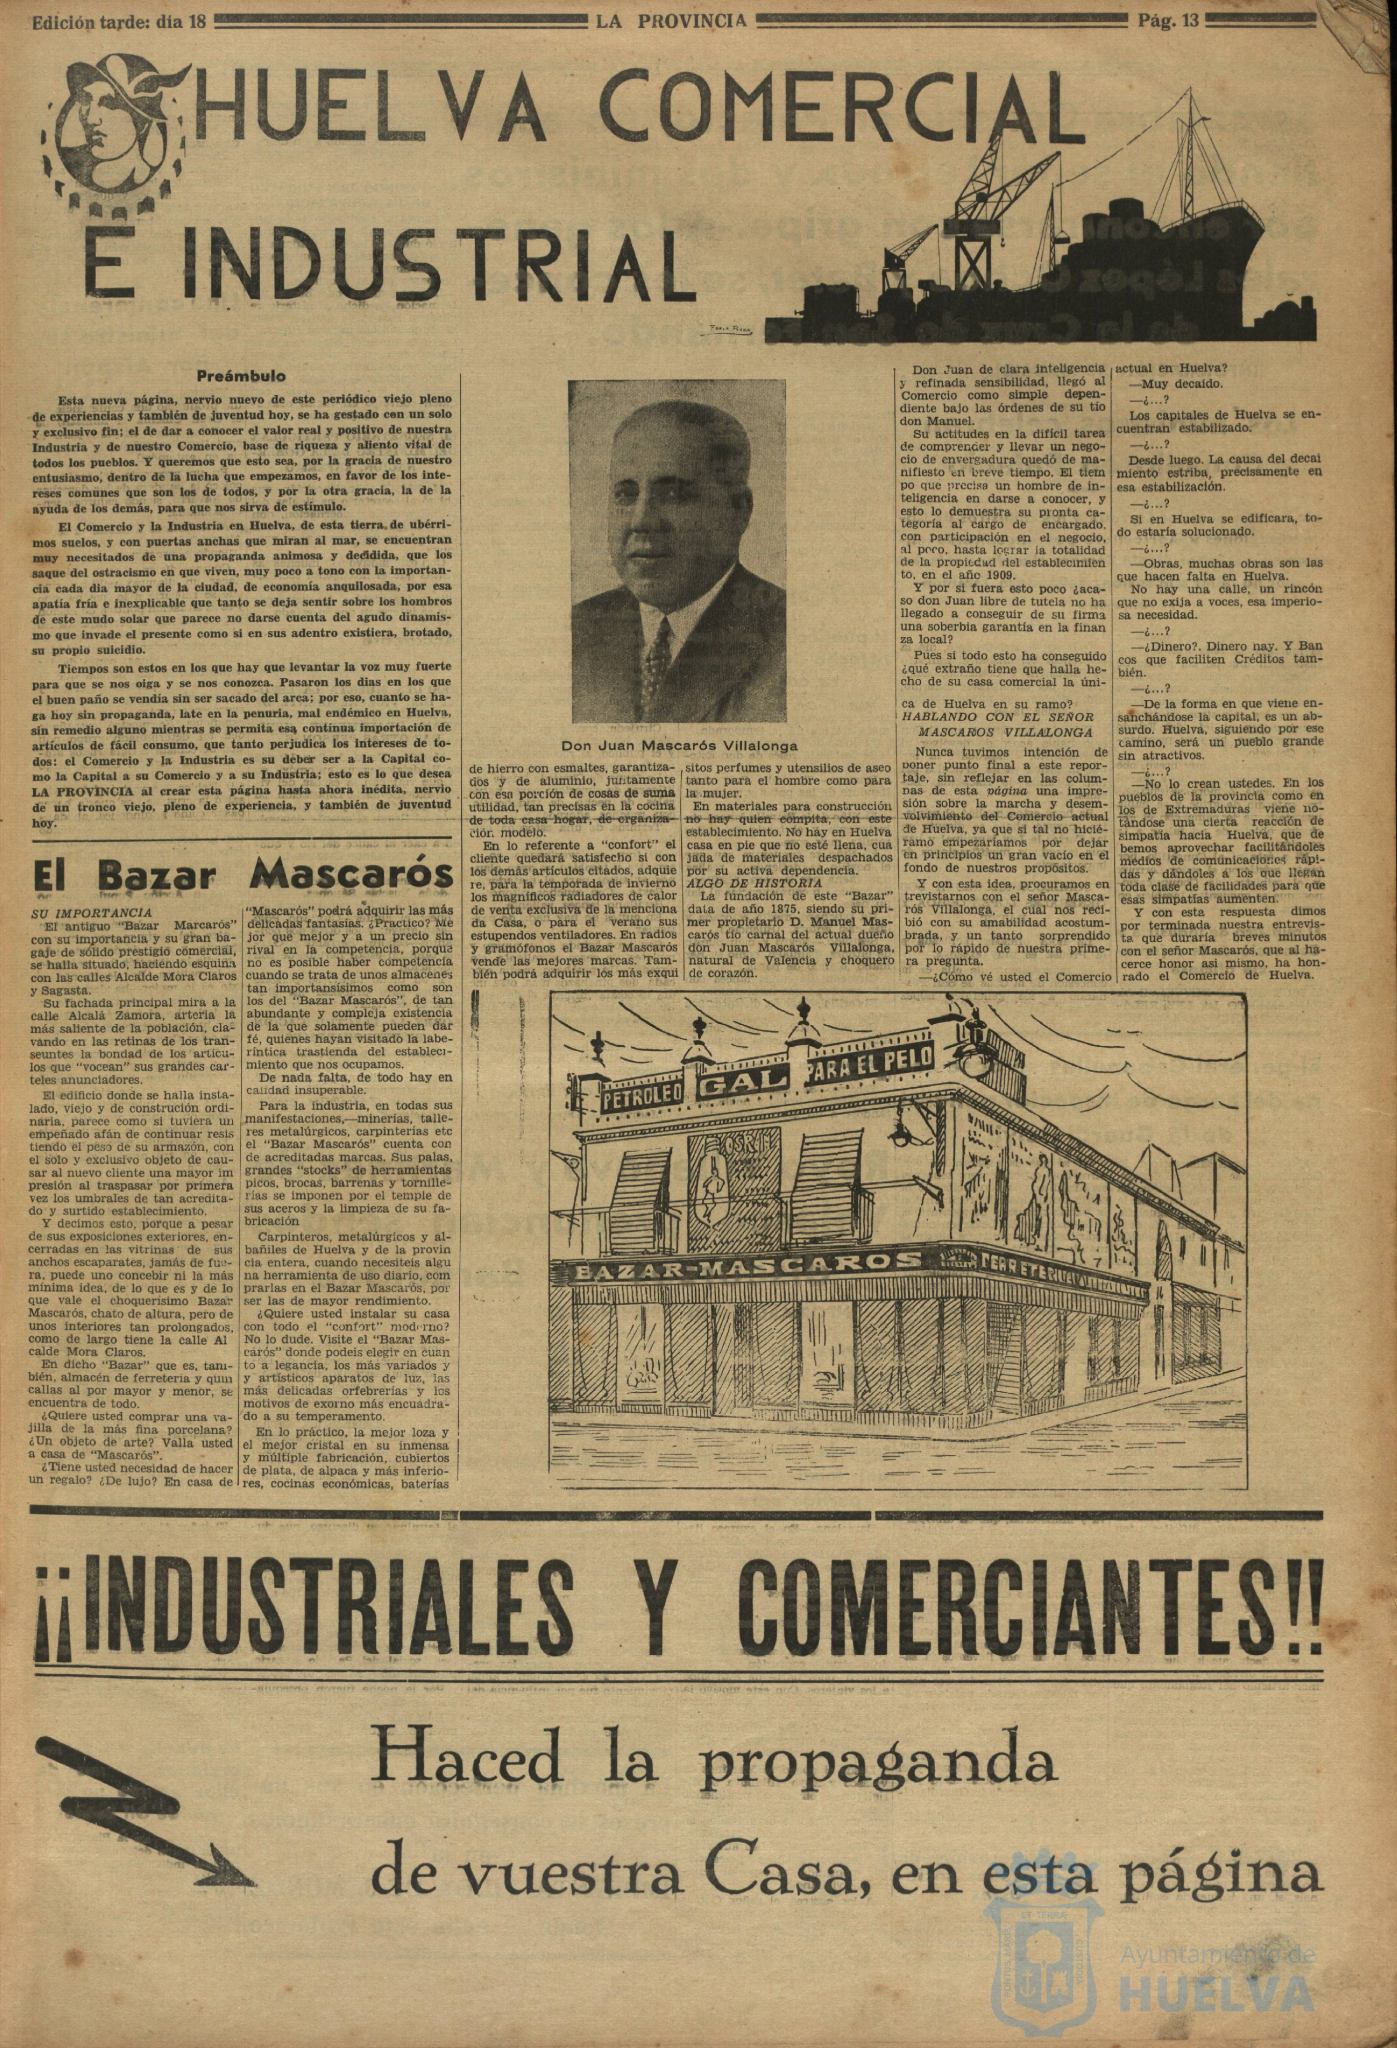 Edición tarde: día 18
LA PROVINCIA
Pág. 13
HUELVA COMERCIAL
E INDUSTRIAL
Preámbulo
Esta nueva página, nervio nuevo de este periódico viejo pleno
de experiencias y también de juventud hoy, se ha gestado con un solo
y exclusivo fin; el de dar a conocer el valor real y positivo de nuestra
Industria y de nuestro Comercio, base de riqueza y aliento vital de
todos los pueblos. Y queremos que esto sea, por la gracia de nuestro
entusiasmo, dentro de la lucha que empezamos, en favor de los inte-
reses comunes que son los de todos, y por la otra gracia, la de la
ayuda de los demás, para que nos sirva de estímulo.
El Comercio y la Industria en Huelva, de esta tierra de ubérri-
mos suelos, y con puertas anchas que miran al mar, se encuentran
muy necesitados de una propaganda animosa y decidida, que los
saque del ostracismo en que viven, muy poco a tono con la importan-
cia cada día mayor de la ciudad, de economía anquilosada, por esa
apatía fría e inexplicable que tanto se deja sentir sobre los hombros
de este mudo solar que parece no darse cuenta del agudo dinamis-
mo que invade el presente como si en sus adentro existiera, brotado,
su propio suicidio.
Tiempos son estos en los que hay que levantar la voz muy fuerte
para que se nos oiga y se nos conozca. Pasaron los dias en los que
el buen paño se vendía sin ser sacado del arca; por eso, cuanto se ha-
ga hoy sin propaganda, late en la penuria, mal endémico en Huelva,
sin remedio alguno mientras se permita esa continua importación de
artículos de fácil consumo, que tanto perjudica los intereses de to-
dos: el Comercio y la Industria es su deber ser a la Capital co-
mo la Capital a su Comercio y a su Industria; esto es lo que desea
LA PROVINCIA al crear esta página hasta ahora inédita, nervio
de un tronco viejo, pleno de experiencia, y también de juventud
hoy.
El Bazar Mascarós
SU IMPORTANCIA
El antiguo "Bazar Marcarós"
con su importancia y su gran ba-
gaje de sólido prestigio comercial,
se halla situado, haciendo esquina
con las calles Alcalde Mora Claros
y Sagasta.
Su fachada principal mira a la
calle Alcalá Zamora, arteria la
más saliente de la población, cla-
vando en las retinas de los tran-
seuntes la bondad de los artícu-
los que "vocean" sus grandes car-
teles anunciadores.
El edificio donde se halla insta-
lado, viejo y de construción ordi-
naria, parece como si tuviera un
empeñado afán de continuar resis
tiendo el peso de su armazón, con
el solo y exclusivo objeto de cau-
sar al nuevo cliente una mayor im
presión al traspasar por primera
vez los umbrales de tan acredita-
do y surtido establecimiento.
Y decimos esto, porque a pesar
de sus exposiciones exteriores, en-
cerradas en las vitrinas de sus
anchos escaparates, jamás de fue-
ra, puede uno concebir ni la más
mínima idea, de lo que es y de lo
que vale el choquerísimo Bazar
Mascarós, chato de altura, pero de
unos interiores tan prolongados,
como de largo tiene la calle Al
calde Mora Claros.
En dicho "Bazar" que es, tam-
bién, almacén de ferretería y quin
callas al por mayor y menor, se
encuentra de todo.
¿Quiere usted comprar una va-
jilla de la más fina porcelana?
¿Un objeto de arte? Valla usted
a casa de "Mascarós".
¿Tiene usted necesidad de hacer
un regalo? ¿De lujo? En casa de
"Mascarós" podrá adquirir las más
delicadas fantasías. ¿Practico? Me
jor que mejor y a un precio sin
rival en la competencia, porque
no es posible haber competencia
cuando se trata de unos almacenes
tan importansísimos como son
los del "Bazar Mascarós", de tan
abundante y compleja existencia
de la que solamente pueden dar
fé, quienes hayan visitado la labe-
ríntica trastienda del estableci-
miento que nos ocupamos.
De nada falta, de todo hay en
calidad insuperable.
Para la industria, en todas sus
manifestaciones,—minerías, talle-
res metalúrgicos, carpinterías etc
el "Bazar Mascarós" cuenta con
de acreditadas marcas. Sus palas,
grandes "stocks" de herramientas
picos, brocas, barrenas y tornille-
rías se imponen por el temple de
sus aceros y la limpieza de su fa-
bricación
Carpinteros, metalúrgicos y al-
bañiles de Huelva y de la provin
cia entera, cuando necesiteis algu
na herramienta de uso diario, com
prarlas en el Bazar Mascarós, por
ser las de mayor rendimiento.
¿Quiere usted instalar su casa
con todo el "confort" moderno?
No lo dude. Visite el "Bazar Mas-
carós" donde podeis elegir en cuan
to a legancia, los más variados y
y artísticos aparatos de luz, las
más delicadas orfebrerías y los
motivos de exorno más encuadra-
do a su temperamento.
En lo práctico, la mejor loza y
el mejor cristal en su inmensa
y múltiple fabricación, cubiertos
de plata, de alpaca y más inferio-
res, cocinas económicas, baterías
Don Juan Mascarós Villalonga
de hierro con esmaltes, garantiza-
dos y de aluminio, juntamente
con esa porción de cosas de suma
utilidad, tan precisas en la cocina
de toda casa hogar, de organiza-
ción modelo.
En lo referente a "confort" el
cliente quedará satisfecho si con
los demás artículos citados, adquie
re, para la temporada de invierno
los magníficos radiadores de calor
de venta exclusiva de la menciona
da Casa, o para el verano sus
estupendos ventiladores. En radios
y gramófonos el Bazar Mascarós
vende las mejores marcas. Tam-
bién podrá adquirir los más exqui
sitos perfumes y utensilios de aseo
tanto para el hombre como para
la mujer.
En materiales para construcción
no hay quien compita, con este
establecimiento. No hay en Huelva
casa en pie que no esté llena, cua
jada de materiales despachados
por su activa dependencia.
ALGO DE HISTORIA
La fundación de este "Bazar"
data de año 1875, siendo su pri-
mer propietario D. Manuel Mas-
carós tío carnal del actual dueño
don Juan Mascarós Villalonga,
natural de Valencia y choquero
de corazón.
Don Juan de clara inteligencia
y refinada sensibilidad, llegó al
Comercio como simple depen-
diente bajo las órdenes de su tío
don Manuel.
Su actitudes en la difícil tarea
de comprender y llevar un nego-
cio de envergadura quedó de ma-
nifiesto en breve tiempo. El tiem
po que precisa un hombre de in-
teligencia en darse a conocer, y
esto lo demuestra su pronta ca-
tegoría al cargo de encargado,
con participación en el negocio,
al poco, hasta lograr la totalidad
de la propiedad del establecimien
to, en el año 1909.
Y por si fuera esto poco ¿aca-
so don Juan libre de tutela no ha
llegado a conseguir de su firma
una soberbia garantía en la finan
za local?
Pues si todo esto ha conseguido
¿qué extraño tiene que halla he-
cho de su casa comercial la úni-
ca de Huelva en su ramo?
HABLANDO CON EL SEÑOR
MASCAROS VILLALONGA
Nunca tuvimos intención de
poner punto final a este repor-
taje, sin reflejar en las colum-
nas de esta página una impre-
sión sobre la marcha y desem-
volvimiento del Comercio actual
de Huelva, ya que si tal no hicié-
ramo empezaríamos por dejar
en principios un gran vacío en el
fondo de nuestros propósitos.
Y con esta idea, procuramos en
trevistarnos con el señor Masca-
rós Villalonga, el cual nos reci-
bió con su amabilidad acostum-
brada, y un tanto sorprendido
por lo rápido de nuestra prime-
ra pregunta.
—¿Cómo vé usted el Comercio
actual en Huelva?
—Muy decaído.
—¿...?
Los capitales de Huelva se en-
cuentran estabilizado.
—¿...?
Desde luego. La causa del decai
miento estriba, precisamente en
esa estabilización.
—¿...?
Si en Huelva se edificara, to-
do estaría solucionado.
—¿...?
—Obras, muchas obras son las
que hacen falta en Huelva.
No hay una calle, un rincón
que no exija a voces, esa imperio-
sa necesidad.
—¿...?
—¿Dinero?. Dinero nay. Y Ban
cos que faciliten Créditos tam-
bién.
—¿...?
—De la forma en que viene en-
sanchándose la capital, es un ab-
surdo. Huelva, siguiendo por ese
camino, será un pueblo grande
sin atractivos.
—¿...?
—No lo crean ustedes. En los
pueblos de la provincia como en
los de Extremaduras viene no-
tándose una cierta reacción de
simpatía hacía Huelva, que de
bemos aprovechar facilitándoles
medios de comunicaciones rápi-
das y dándoles a los que llegan
toda clase de facilidades para que
esas simpatías aumenten.
Y con esta respuesta dimos
por terminada nuestra entrevis-
ta que duraría breves minutos
con el señor Mascarós, que al ha-
cerce honor asi mismo, ha hon-
rado el Comercio de Huelva.
PETROLEO GAL PARA EL PELO
BAZAR-MASCAROS FERRETERIA
¡¡INDUSTRIALES Y COMERCIANTES!!
Haced la propaganda
de vuestra Casa, en esta página
Ayuntamiento de
HUELVA